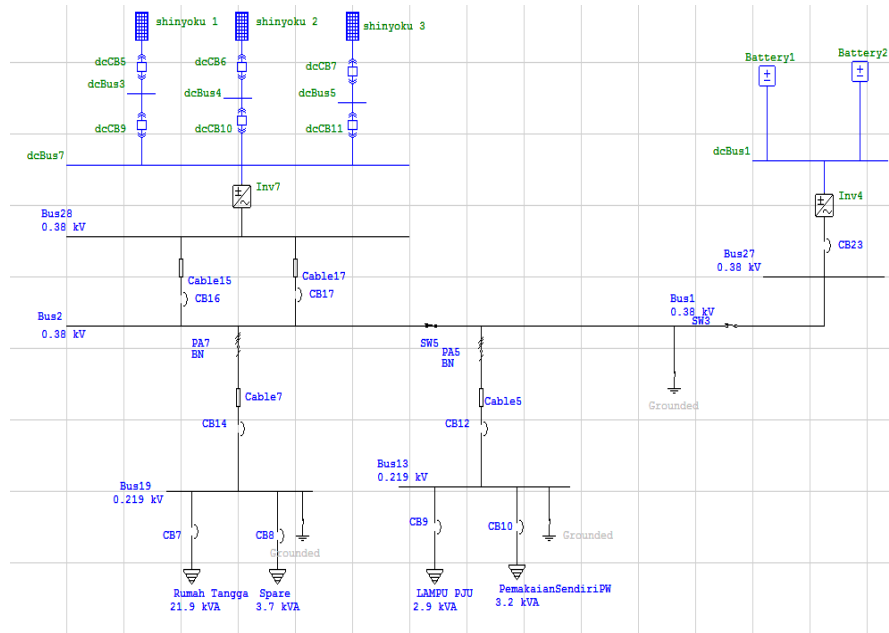 shinyoku 1
shinyoku 2
shinyoku 3
Battery1
Battery2
dcCB5
dcCB6
dcCB7
dcBus3
dcBus4
dcBus5
dcCB9
dcCB10
dcCB11
dcBus7
dcBus1
Inv7
Inv4
Bus28
0.38 kV
CB23
Bus27
0.38 kV
Cable15
Cable17
CB16
CB17
Bus1
0.38 kV
SW3
Bus2
0.38 kV
SW5
PA7
BN
PA5
BN
Cable7
Cable5
Grounded
CB14
CB12
Bus13
0.219 kV
Bus19
0.219 kV
CB9
CB10
CB7
CB8
Grounded
Grounded
Rumah Tangga
21.9 kVA
Spare
3.7 kVA
LAMPU PJU
2.9 kVA
PemakaianSendiriPW
3.2 kVA